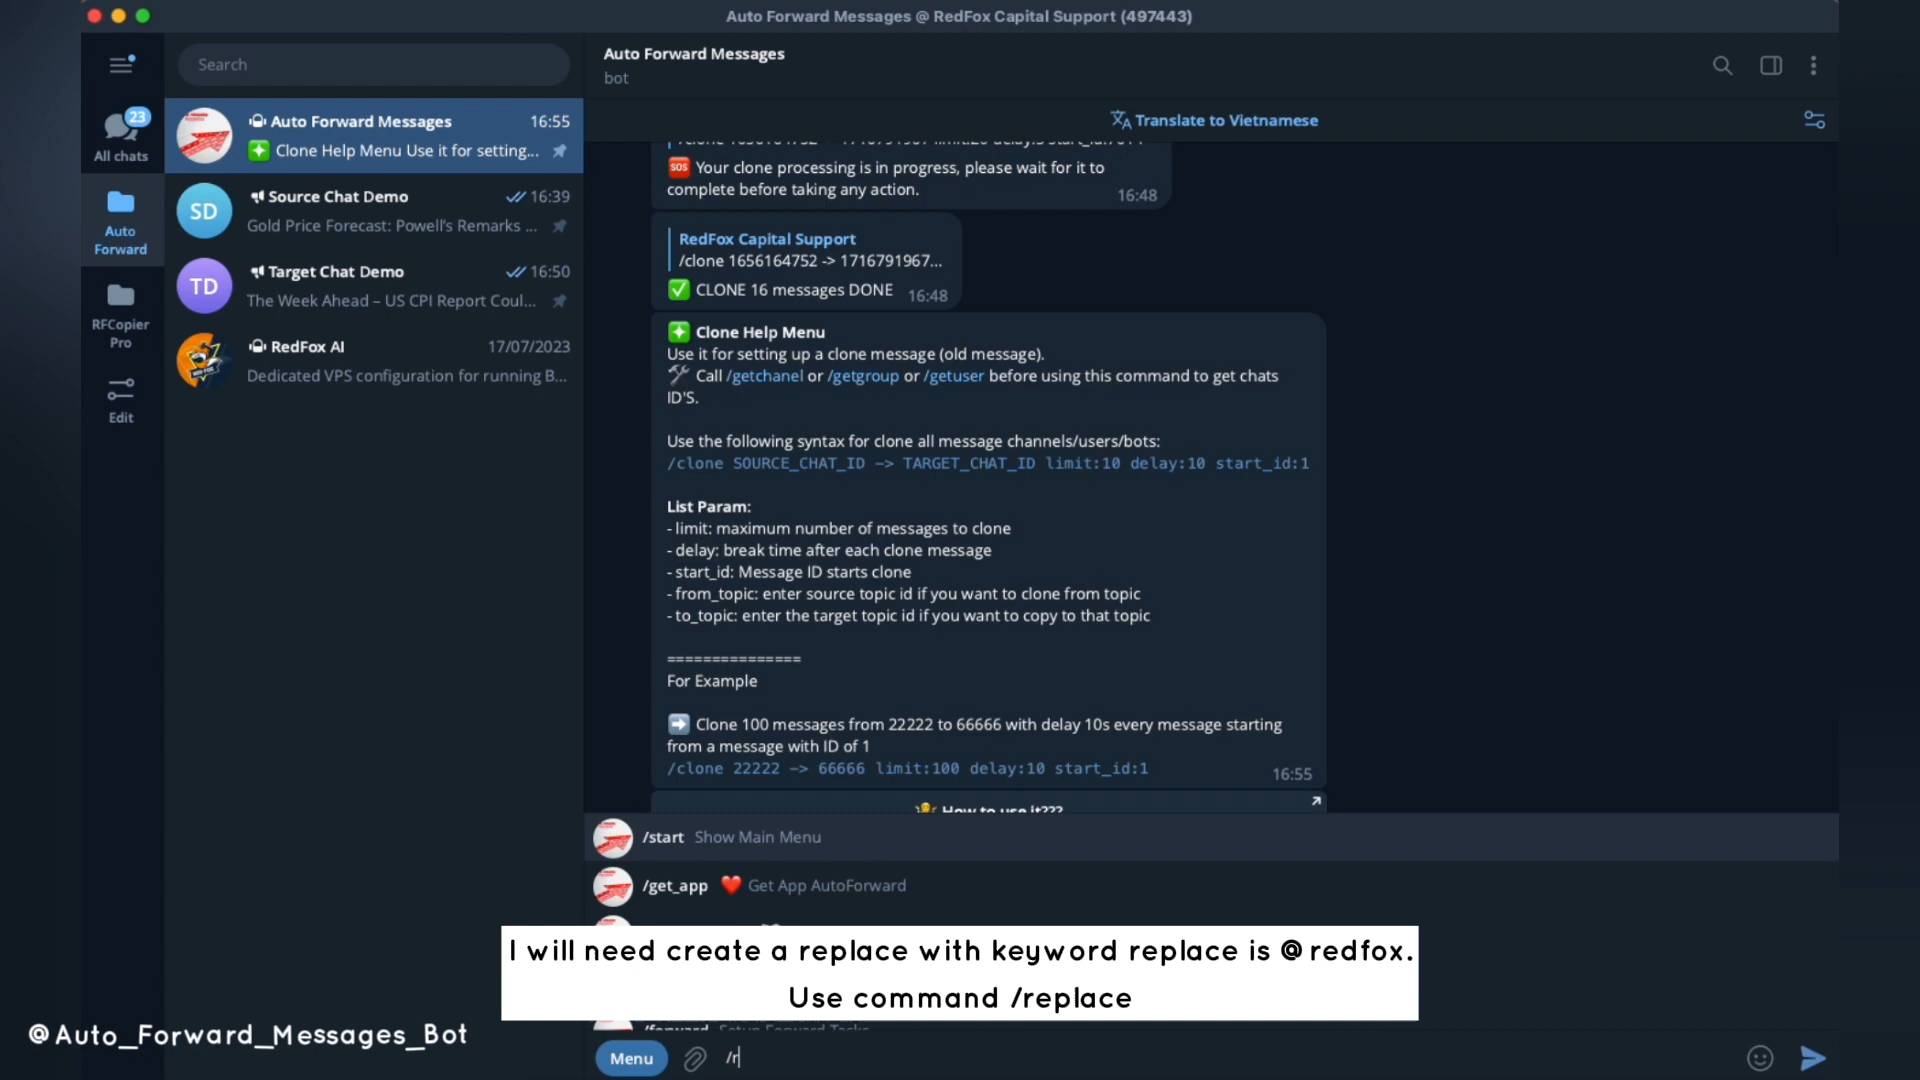 Auto Forward Messages @ RedFox Capital Support (497443)
Search
Auto Forward Messages
bot
Translate to Vietnamese
23
All chats
Auto
Forward
RFCopier
Pro
Edit
Auto Forward Messages 16:55
Clone Help Menu Use it for setting...
SD
Source Chat Demo 16:39
Gold Price Forecast: Powell's Remarks ...
TD
Target Chat Demo 16:50
The Week Ahead – US CPI Report Coul...
RedFox AI 17/07/2023
Dedicated VPS configuration for running B...
SOS Your clone processing is in progress, please wait for it to
complete before taking any action. 16:48
RedFox Capital Support
/clone 1656164752 -> 1716791967...
CLONE 16 messages DONE 16:48
Clone Help Menu
Use it for setting up a clone message (old message).
Call /getchanel or /getgroup or /getuser before using this command to get chats
ID'S.
Use the following syntax for clone all message channels/users/bots:
/clone SOURCE_CHAT_ID -> TARGET_CHAT_ID limit:10 delay:10 start_id:1
List Param:
- limit: maximum number of messages to clone
- delay: break time after each clone message
- start_id: Message ID starts clone
- from_topic: enter source topic id if you want to clone from topic
- to_topic: enter the target topic id if you want to copy to that topic
===============
For Example
Clone 100 messages from 22222 to 66666 with delay 10s every message starting
from a message with ID of 1
/clone 22222 -> 66666 limit:100 delay:10 start_id:1
16:55
How to use it???
/start Show Main Menu
/get_app Get App AutoForward
I will need create a replace with keyword replace is @redfox.
Use command /replace
/forward Setup Forward Tasks
@Auto_Forward_Messages_Bot
Menu
/r